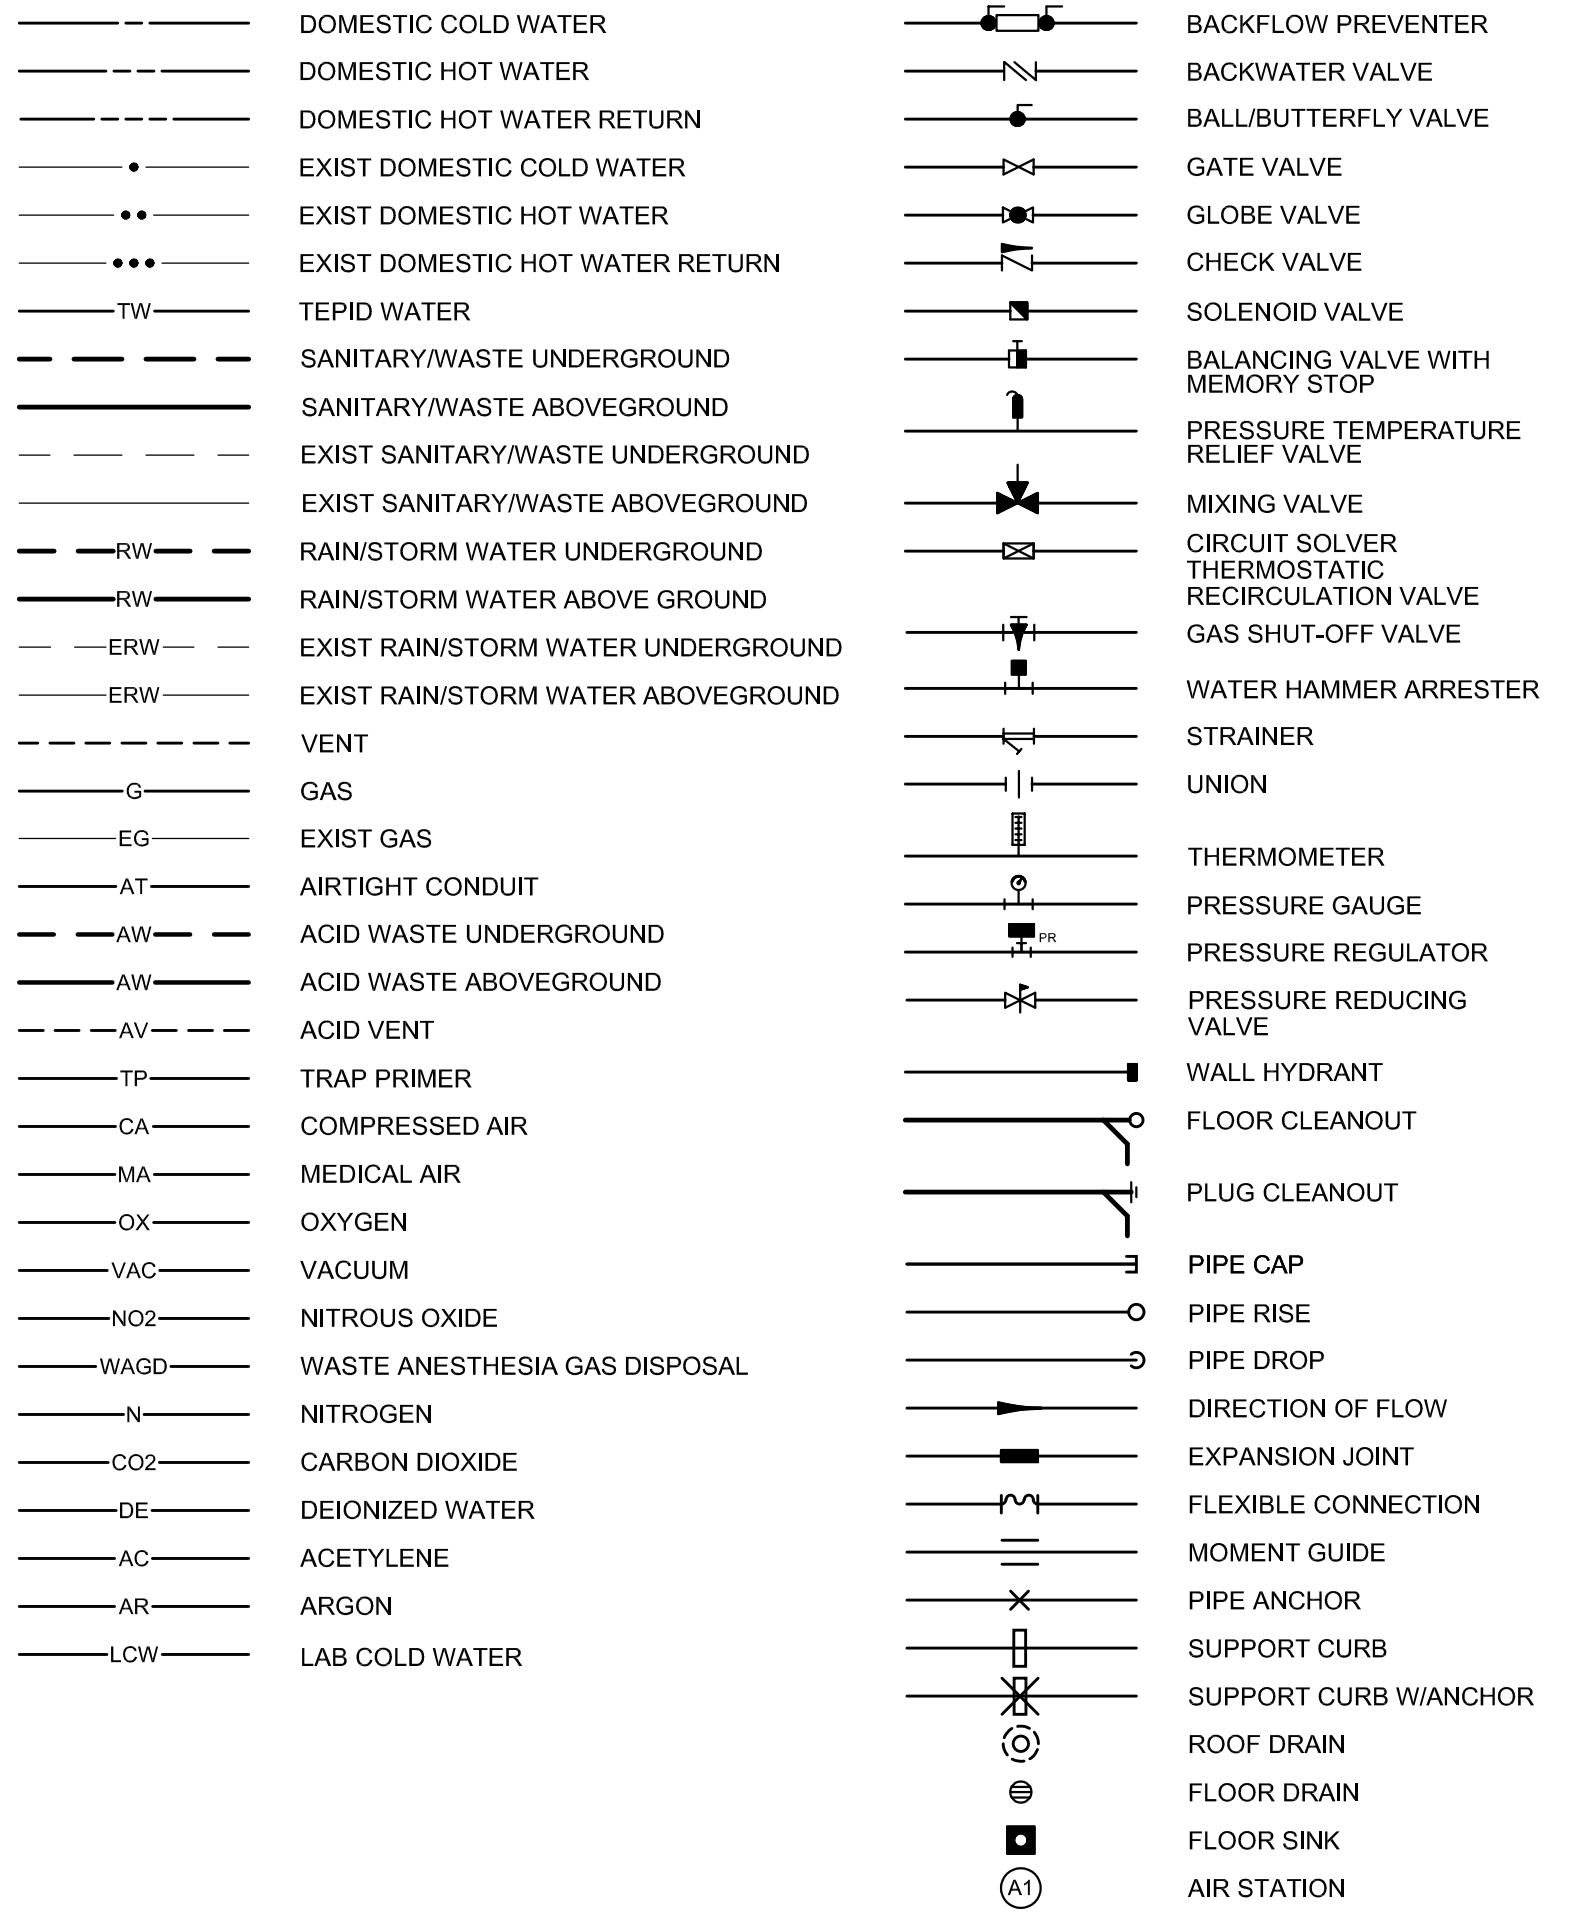 DOMESTIC COLD WATER
DOMESTIC HOT WATER
DOMESTIC HOT WATER RETURN
EXIST DOMESTIC COLD WATER
EXIST DOMESTIC HOT WATER
EXIST DOMESTIC HOT WATER RETURN
TW TEPID WATER
SANITARY/WASTE UNDERGROUND
SANITARY/WASTE ABOVEGROUND
EXIST SANITARY/WASTE UNDERGROUND
EXIST SANITARY/WASTE ABOVEGROUND
RW RAIN/STORM WATER UNDERGROUND
RW RAIN/STORM WATER ABOVE GROUND
ERW EXIST RAIN/STORM WATER UNDERGROUND
ERW EXIST RAIN/STORM WATER ABOVEGROUND
VENT
G GAS
EG EXIST GAS
AT AIRTIGHT CONDUIT
AW ACID WASTE UNDERGROUND
AW ACID WASTE ABOVEGROUND
AV ACID VENT
TP TRAP PRIMER
CA COMPRESSED AIR
MA MEDICAL AIR
OX OXYGEN
VAC VACUUM
NO2 NITROUS OXIDE
WAGD WASTE ANESTHESIA GAS DISPOSAL
N NITROGEN
CO2 CARBON DIOXIDE
DE DEIONIZED WATER
AC ACETYLENE
AR ARGON
LCW LAB COLD WATER
BACKFLOW PREVENTER
BACKWATER VALVE
BALL/BUTTERFLY VALVE
GATE VALVE
GLOBE VALVE
CHECK VALVE
SOLENOID VALVE
BALANCING VALVE WITH
MEMORY STOP
PRESSURE TEMPERATURE
RELIEF VALVE
MIXING VALVE
CIRCUIT SOLVER
THERMOSTATIC
RECIRCULATION VALVE
GAS SHUT-OFF VALVE
WATER HAMMER ARRESTER
STRAINER
UNION
THERMOMETER
PRESSURE GAUGE
PR PRESSURE REGULATOR
PRESSURE REDUCING
VALVE
WALL HYDRANT
FLOOR CLEANOUT
PLUG CLEANOUT
PIPE CAP
PIPE RISE
PIPE DROP
DIRECTION OF FLOW
EXPANSION JOINT
FLEXIBLE CONNECTION
MOMENT GUIDE
PIPE ANCHOR
SUPPORT CURB
SUPPORT CURB W/ANCHOR
ROOF DRAIN
FLOOR DRAIN
FLOOR SINK
A1 AIR STATION